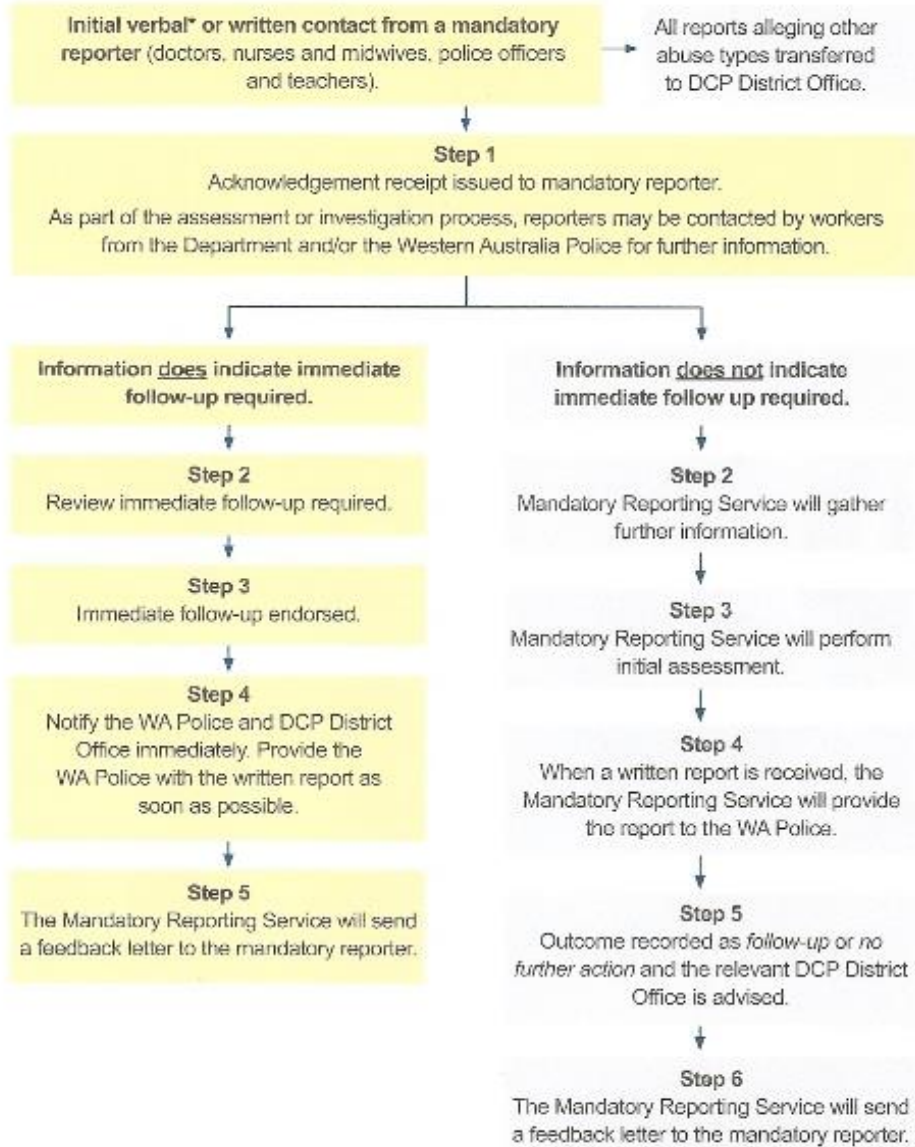 Initial verbal* or written contact from a mandatory
reporter (doctors, nurses and midwives, police officers
and teachers).
All reports alleging other
abuse types transferred
to DCP District Office.
Step 1
Acknowledgement receipt issued to mandatory reporter.
As part of the assessment or investigation process, reporters may be contacted by workers
from the Department and/or the Western Australia Police for further information.
Information does indicate immediate
follow-up required.
Step 2
Review immediate follow-up required.
Step 3
Immediate follow-up endorsed.
Step 4
Notify the WA Police and DCP District
Office immediately. Provide the
WA Police with the written report as
soon as possible.
Step 5
The Mandatory Reporting Service will send
a feedback letter to the mandatory reporter.
Information does not indicate
immediate follow up required.
Step 2
Mandatory Reporting Service will gather
further information.
Step 3
Mandatory Reporting Service will perform
initial assessment.
Step 4
When a written report is received, the
Mandatory Reporting Service will provide
the report to the WA Police.
Step 5
Outcome recorded as follow-up or no
further action and the relevant DCP District
Office is advised.
Step 6
The Mandatory Reporting Service will send
a feedback letter to the mandatory reporter.